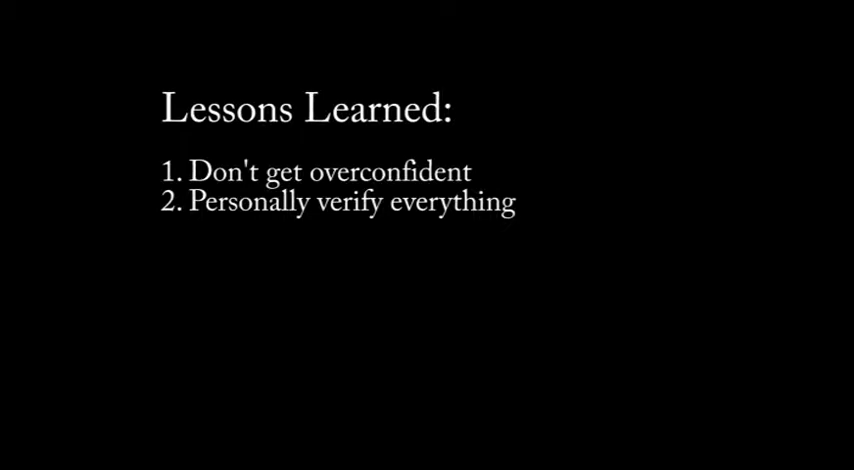 Lessons Learned:
1. Don't get overconfident
2. Personally verify everything